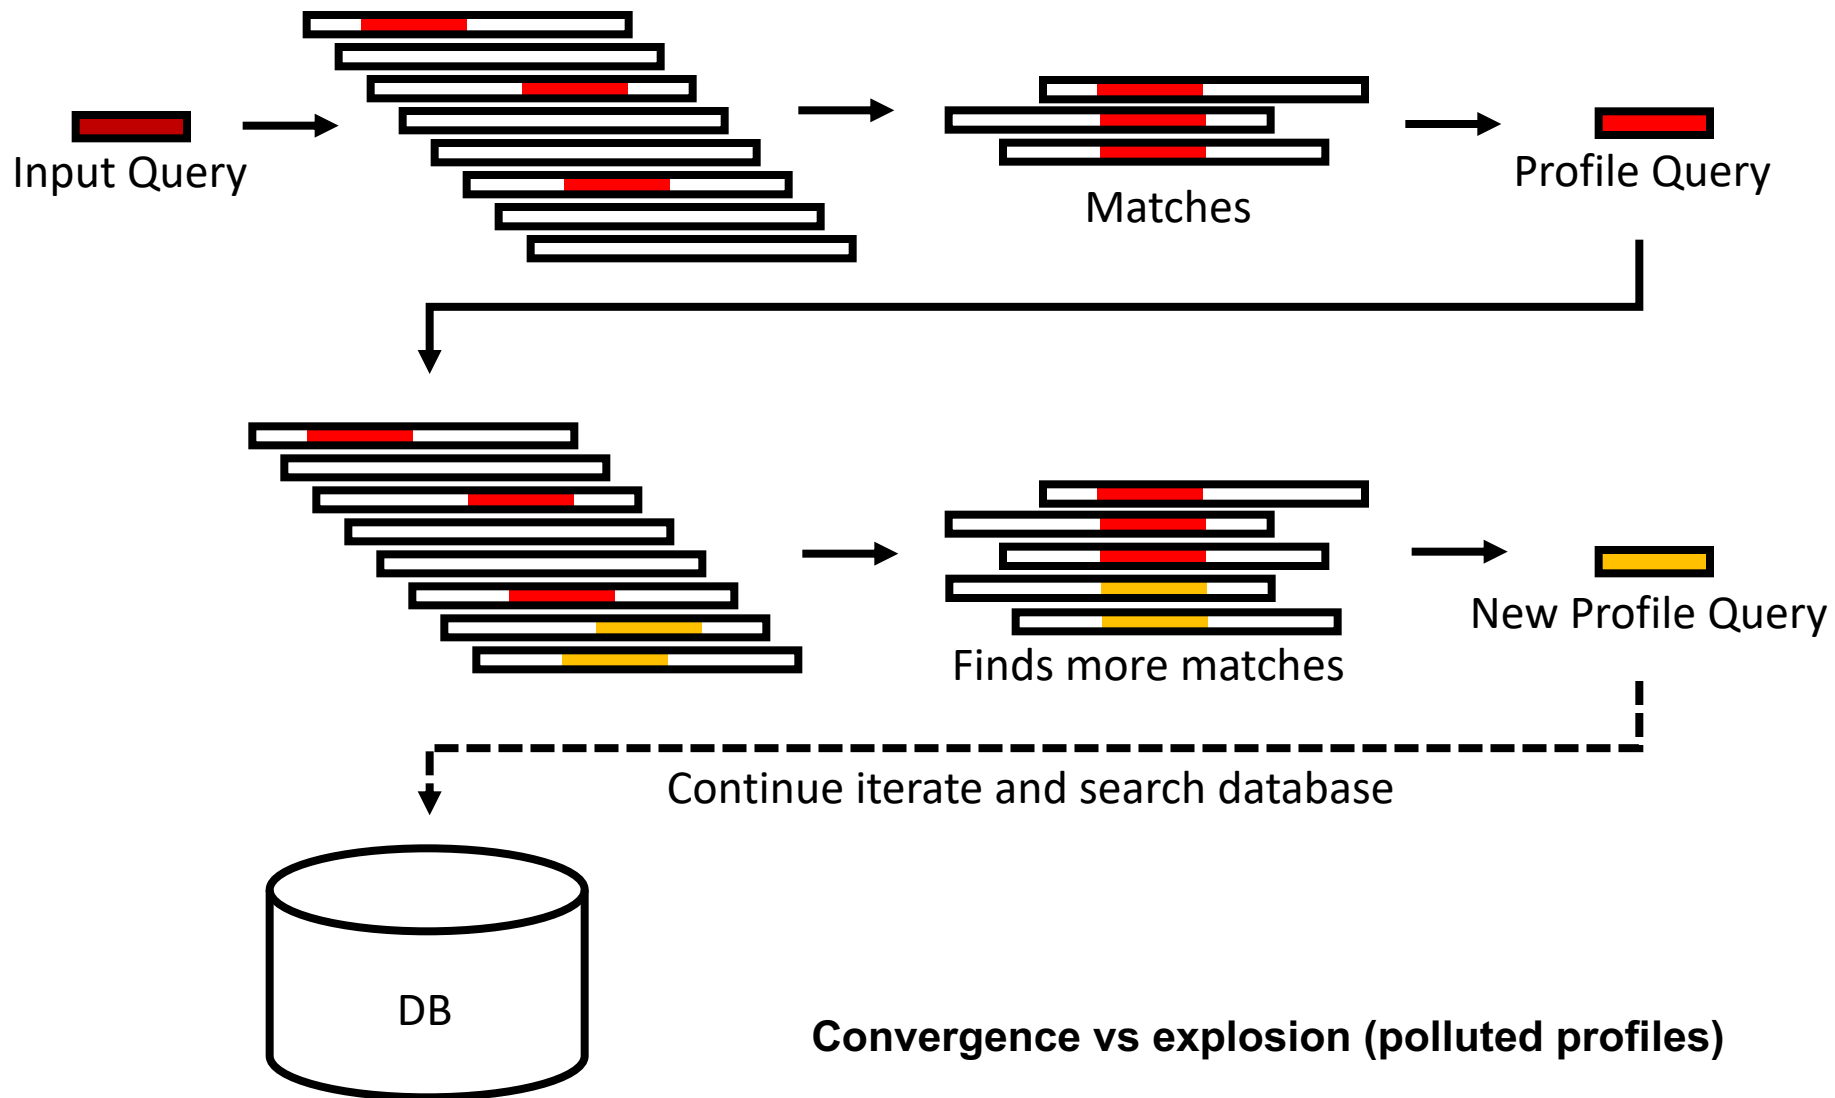 Input Query
Matches
Profile Query
Finds more matches
New Profile Query
Continue iterate and search database
DB
Convergence vs explosion (polluted profiles)